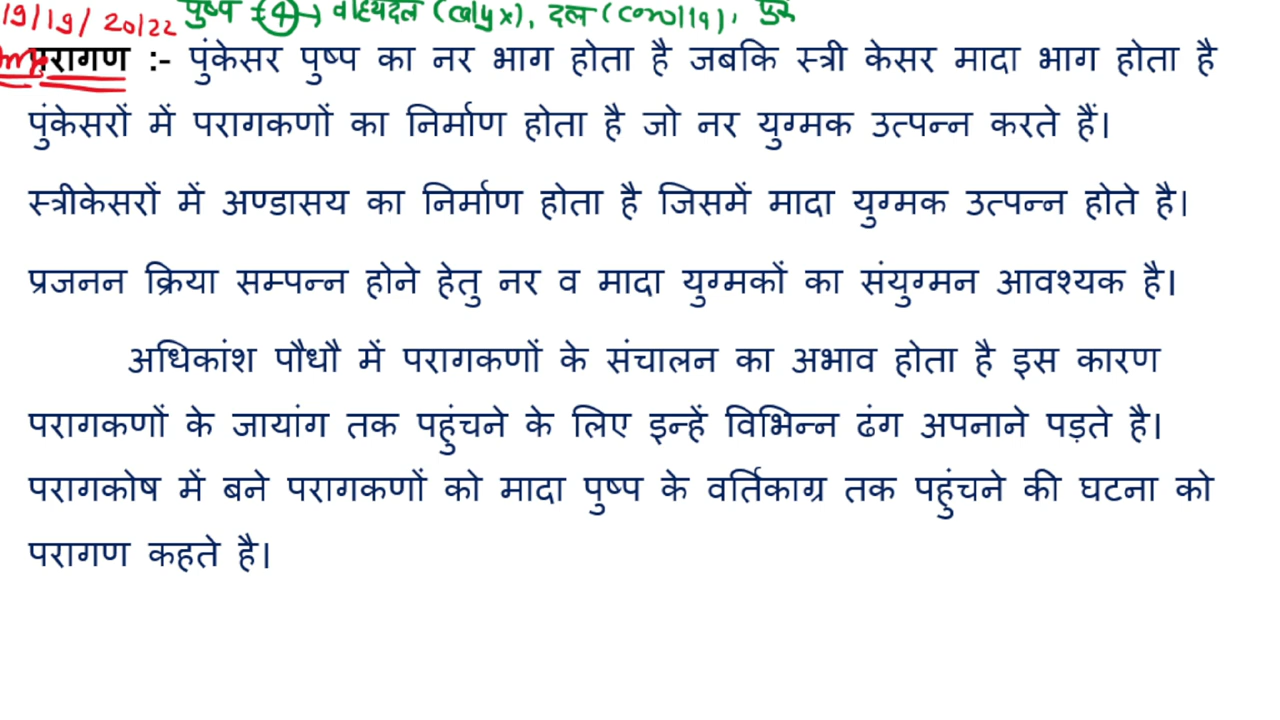 19/19/20/22 पुष्प (4)→ वाह्यदल (Calyx), दल (Corolla),
परागण :- पुंकेसर पुष्प का नर भाग होता है जबकि स्त्री केसर मादा भाग होता है
पुंकेसरों में परागकणों का निर्माण होता है जो नर युग्मक उत्पन्न करते हैं।
स्त्रीकेसरों में अण्डासय का निर्माण होता है जिसमें मादा युग्मक उत्पन्न होते है।
प्रजनन क्रिया सम्पन्न होने हेतु नर व मादा युग्मकों का संयुग्मन आवश्यक है।
अधिकांश पौधौ में परागकणों के संचालन का अभाव होता है इस कारण
परागकणों के जायांग तक पहुंचने के लिए इन्हें विभिन्न ढंग अपनाने पड़ते है।
परागकोष में बने परागकणों को मादा पुष्प के वर्तिकाग्र तक पहुंचने की घटना को
परागण कहते है।